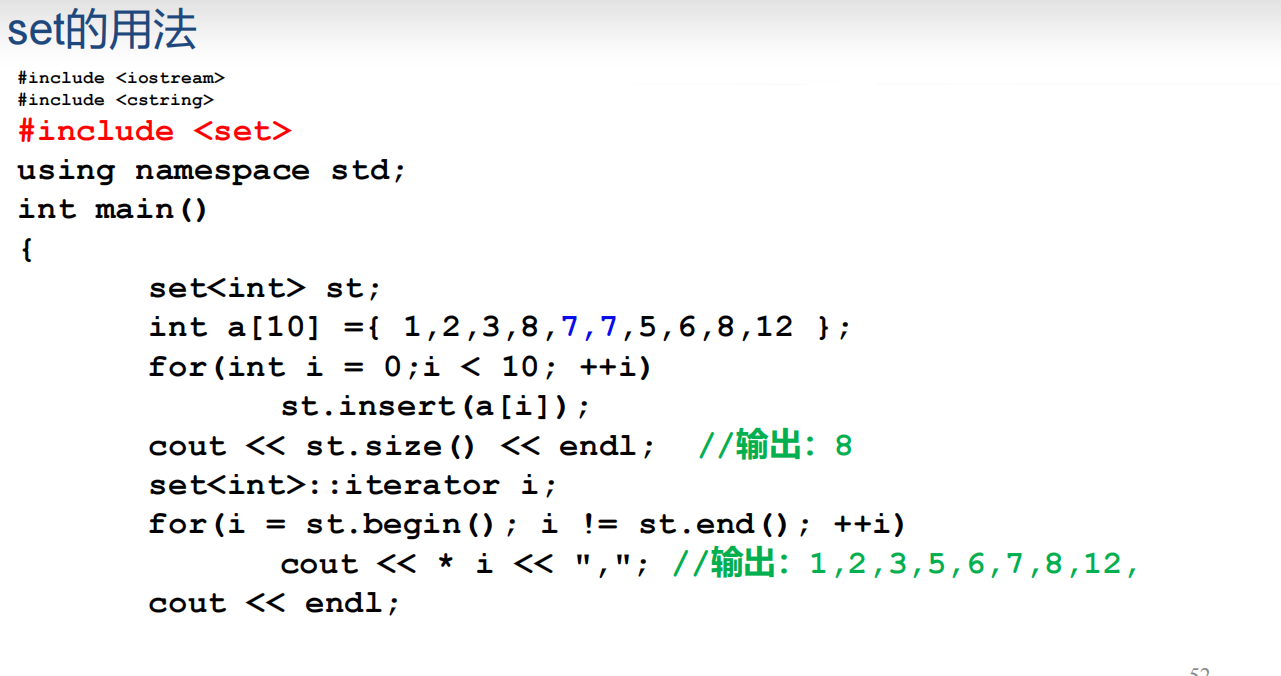 set的用法
#include <iostream>
#include <cstring>
#include <set>
using namespace std;
int main()
{
set<int> st;
int a[10] ={ 1,2,3,8,7,7,5,6,8,12 };
for(int i = 0;i < 10; ++i)
st.insert(a[i]);
cout << st.size() << endl; //输出：8
set<int>::iterator i;
for(i = st.begin(); i != st.end(); ++i)
cout << * i << ","; //输出：1,2,3,5,6,7,8,12,
cout << endl;
52